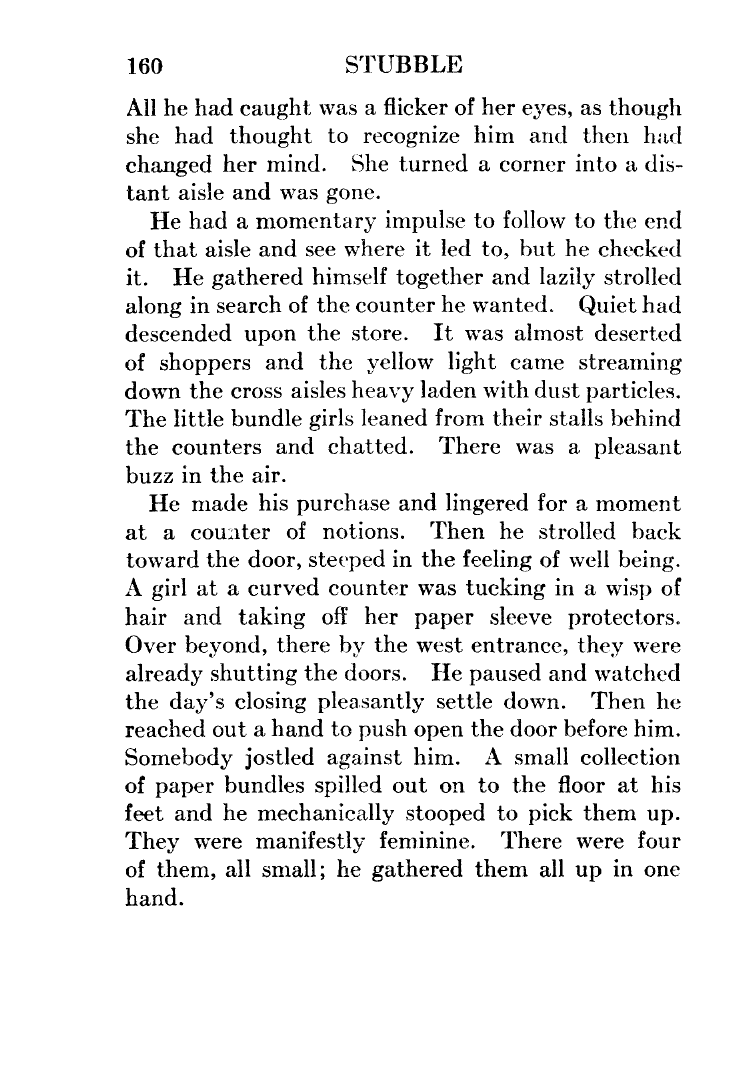 160 STUBBLE
All he had caught was a flicker of her eyes, as though
she had thought to recognize him and then had
changed her mind. She turned a corner into a dis-
tant aisle and was gone.
He had a momentary impulse to follow to the end
of that aisle and see where it led to, but he checked
it. He gathered himself together and lazily strolled
along in search of the counter he wanted. Quiet had
descended upon the store. It was almost deserted
of shoppers and the yellow light came streaming
down the cross aisles heavy laden with dust particles.
The little bundle girls leaned from their stalls behind
the counters and chatted. There was a pleasant
buzz in the air.
He made his purchase and lingered for a moment
at a counter of notions. Then he strolled back
toward the door, steeped in the feeling of well being.
A girl at a curved counter was tucking in a wisp of
hair and taking off her paper sleeve protectors.
Over beyond, there by the west entrance, they were
already shutting the doors. He paused and watched
the day's closing pleasantly settle down. Then he
reached out a hand to push open the door before him.
Somebody jostled against him. A small collection
of paper bundles spilled out on to the floor at his
feet and he mechanically stooped to pick them up.
They were manifestly feminine. There were four
of them, all small; he gathered them all up in one
hand.